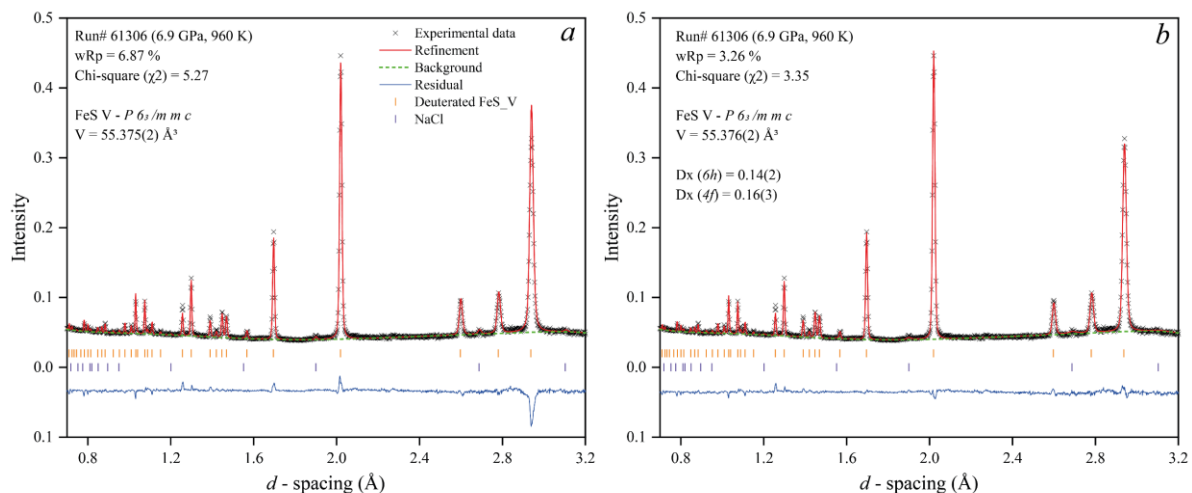 a
Run# 61306 (6.9 GPa, 960 K)
wRp = 6.87 %
Chi-square (χ2) = 5.27
FeS V - P 6₃ /m m c
V = 55.375(2) Å³
Experimental data
Refinement
Background
Residual
Deuterated FeS_V
NaCl
0.5
0.4
0.3
0.2
0.1
0.0
0.1
Intensity
0.8 1.2 1.6 2.0 2.4 2.8 3.2
d - spacing (Å)
b
Run# 61306 (6.9 GPa, 960 K)
wRp = 3.26 %
Chi-square (χ2) = 3.35
FeS V - P 6₃ /m m c
V = 55.376(2) Å³
Dx (6h) = 0.14(2)
Dx (4f) = 0.16(3)
0.5
0.4
0.3
0.2
0.1
0.0
0.1
Intensity
0.8 1.2 1.6 2.0 2.4 2.8 3.2
d - spacing (Å)